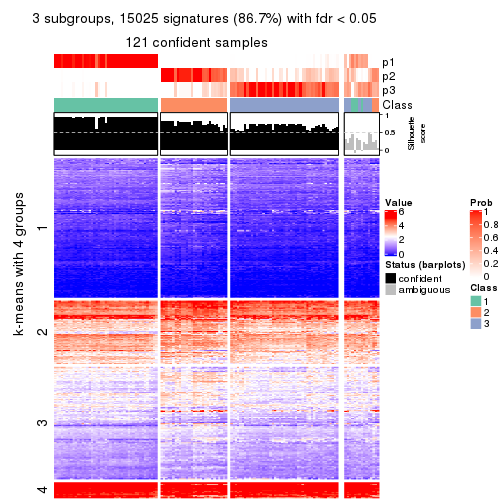 3 subgroups, 15025 signatures (86.7%) with fdr < 0.05
121 confident samples
p1
p2
p3
Class
1
0.5
0
Silhouette
score
k-means with 4 groups
1
2
3
4
Value
6
4
2
0
Status (barplots)
confident
ambiguous
Prob
1
0.8
0.6
0.4
0.2
0
Class
1
2
3